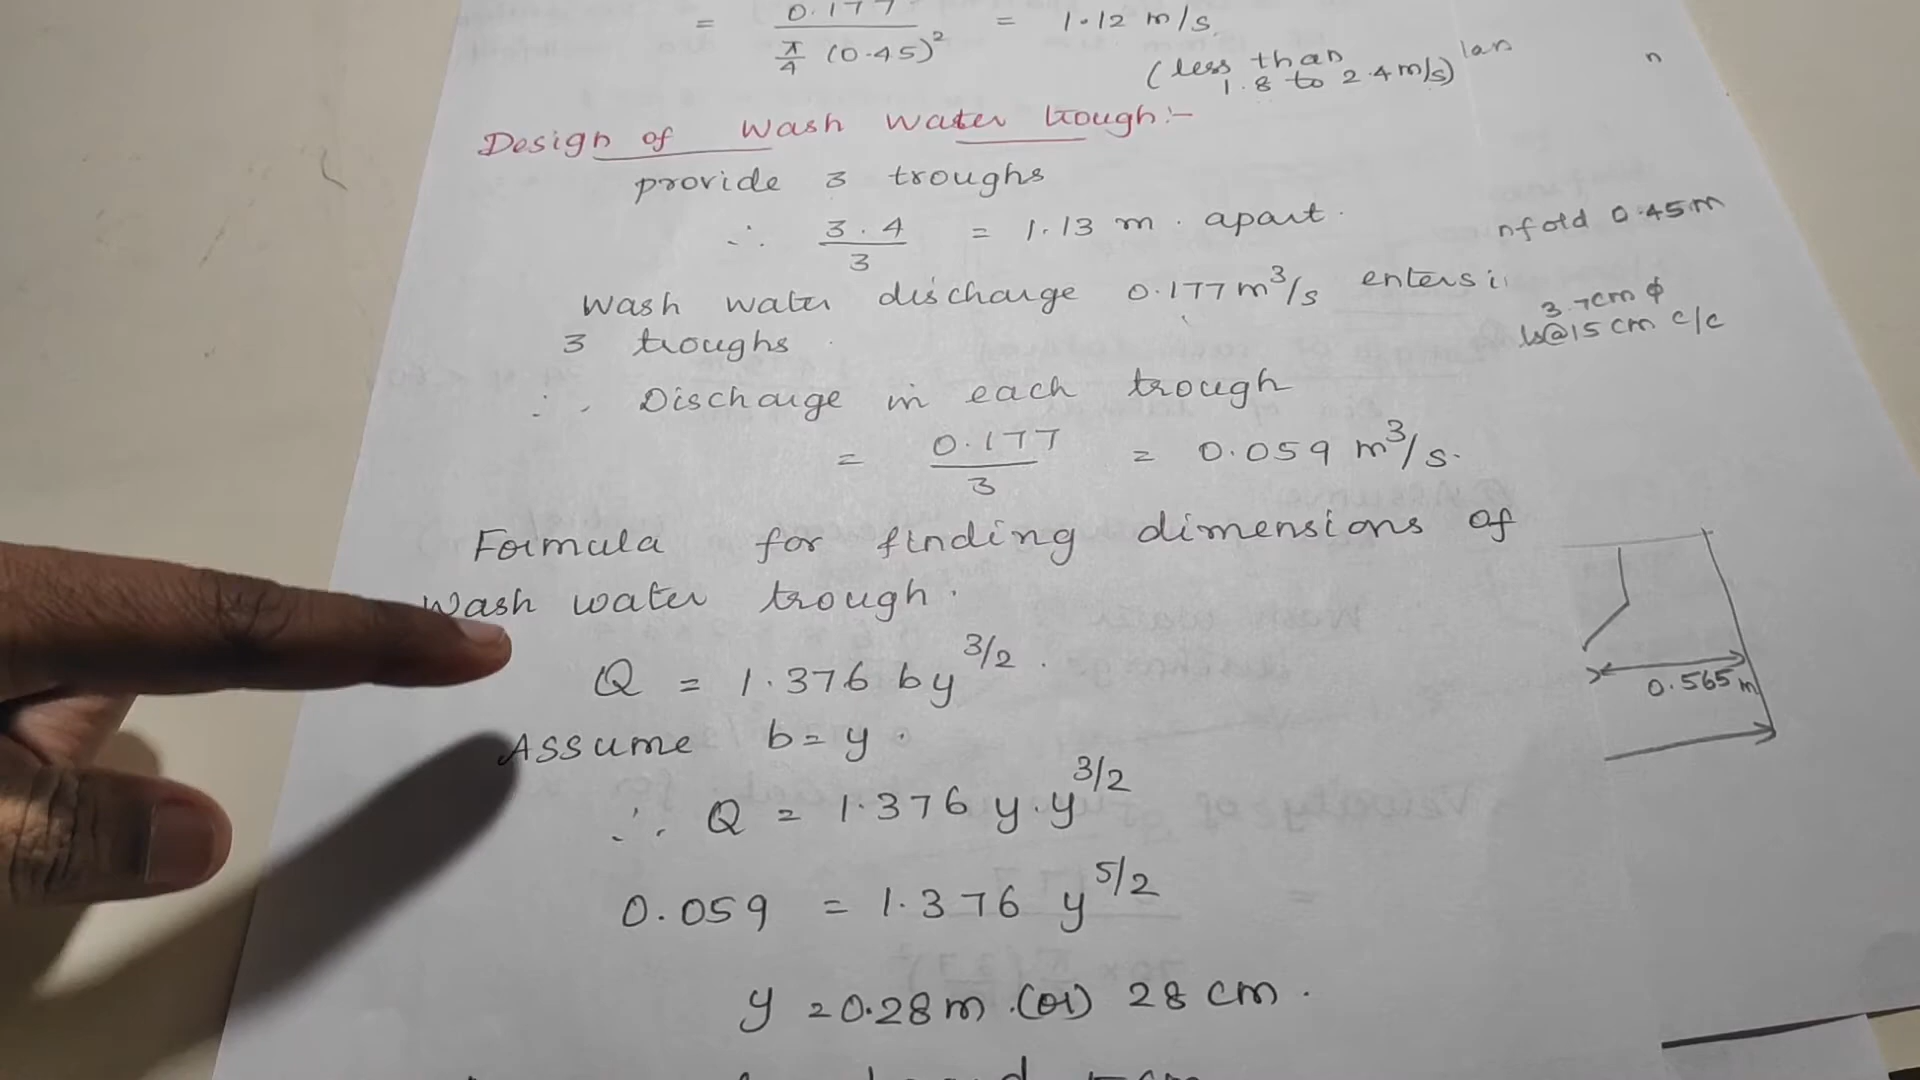 = 0.177 / π/4 (0.45)² = 1.12 m/s.
(less than
1.8 to 2.4 m/s)
lan
n
Design of Wash Water trough:-
provide 3 troughs
∴ 3.4 / 3 = 1.13 m. apart.
nfold 0.45m
Wash water discharge 0.177 m³/s enters i
3.7cm ϕ
3 troughs
@15 cm c/c
∴ Discharge in each trough
= 0.177 / 3 = 0.059 m³/s.
Formula for finding dimensions of
Wash water trough.
Q = 1.376 by^3/2.
0.565 m
Assume b=y.
∴ Q = 1.376 y.y^3/2
0.059 = 1.376 y^5/2
y = 0.28 m. (or) 28 cm.